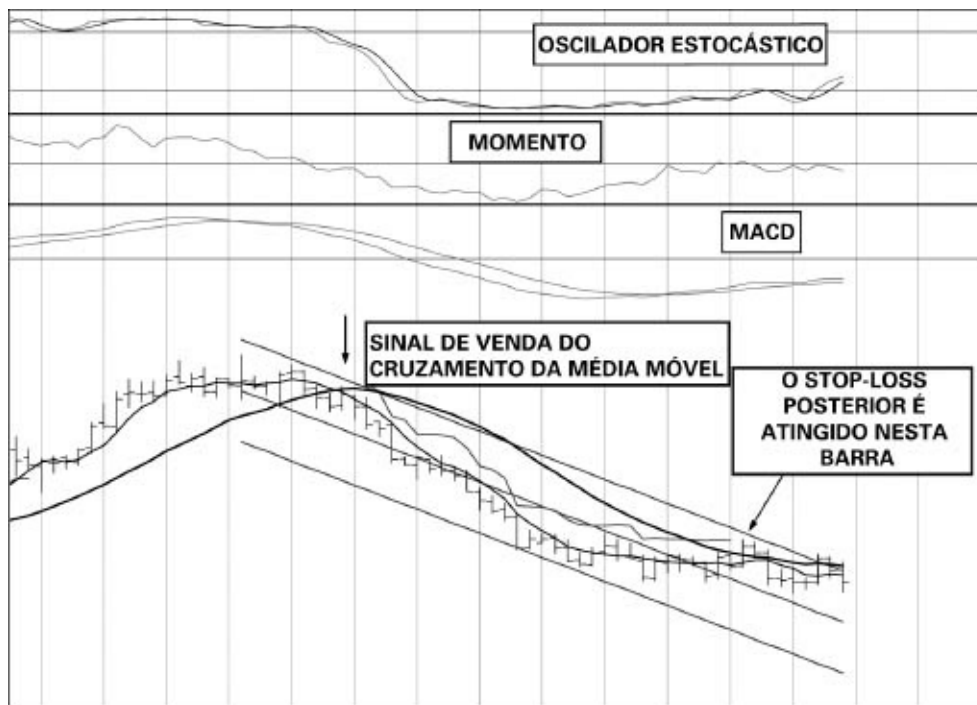 OSCILADOR ESTOCÁSTICO
MOMENTO
MACD
SINAL DE VENDA DO
CRUZAMENTO DA MÉDIA MÓVEL
O STOP-LOSS
POSTERIOR É
ATINGIDO NESTA
BARRA